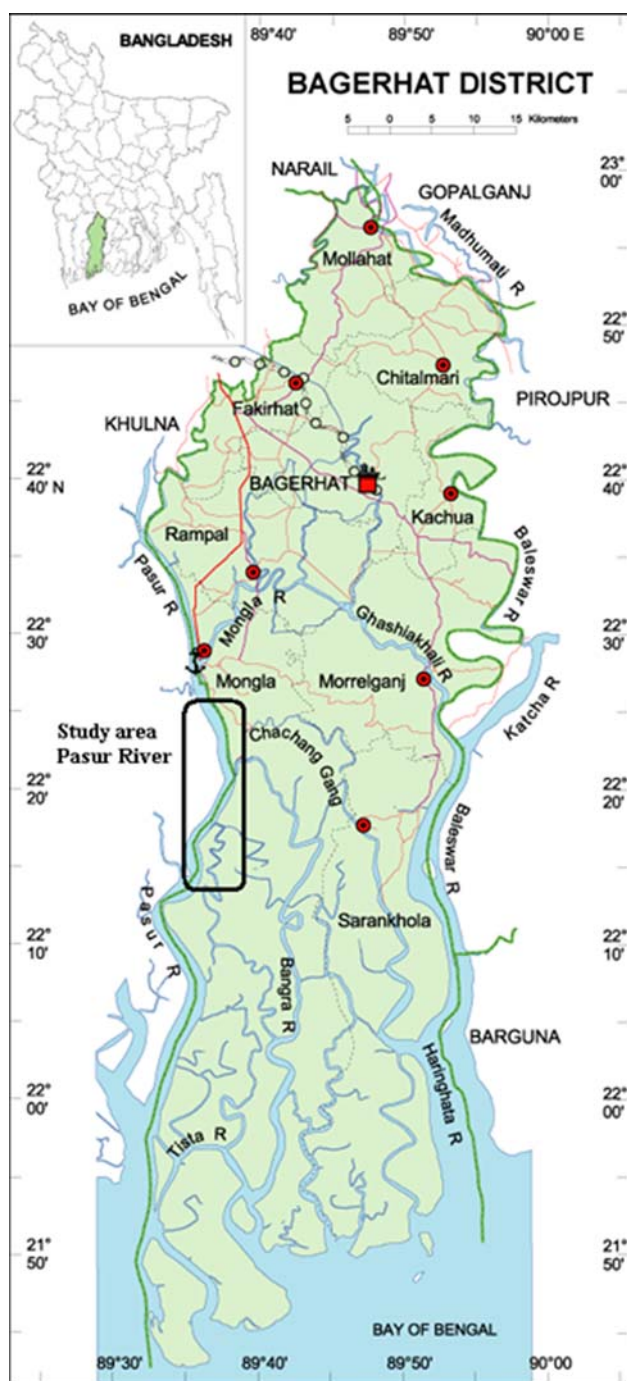 BANGLADESH
BAY OF BENGAL
89°40'
89°50'
90°00' E
BAGERHAT DISTRICT
5 0 5 10 15 Kilometers
NARAIL
GOPALGANJ
23°
00'
Madhumati R
Mollahat
22°
50'
22°
50'
Chitalmari
Fakirhat
PIROJPUR
KHULNA
22°
40' N
BAGERHAT
22°
40'
Kachua
Rampal
Baleswar R
Pasur R
Mongla R
22°
30'
Ghashiakhali R
22°
30'
Mongla
Morrelganj
Katcha R
Study area
Pasur River
Chachang Gang
22°
20'
22°
20'
Baleswar R
Pasur R
Sarankhola
22°
10'
22°
10'
Bangra R
BARGUNA
Haringhata R
22°
00'
22°
00'
Tista R
21°
50'
21°
50'
BAY OF BENGAL
89°30'
89°40'
89°50'
90°00'